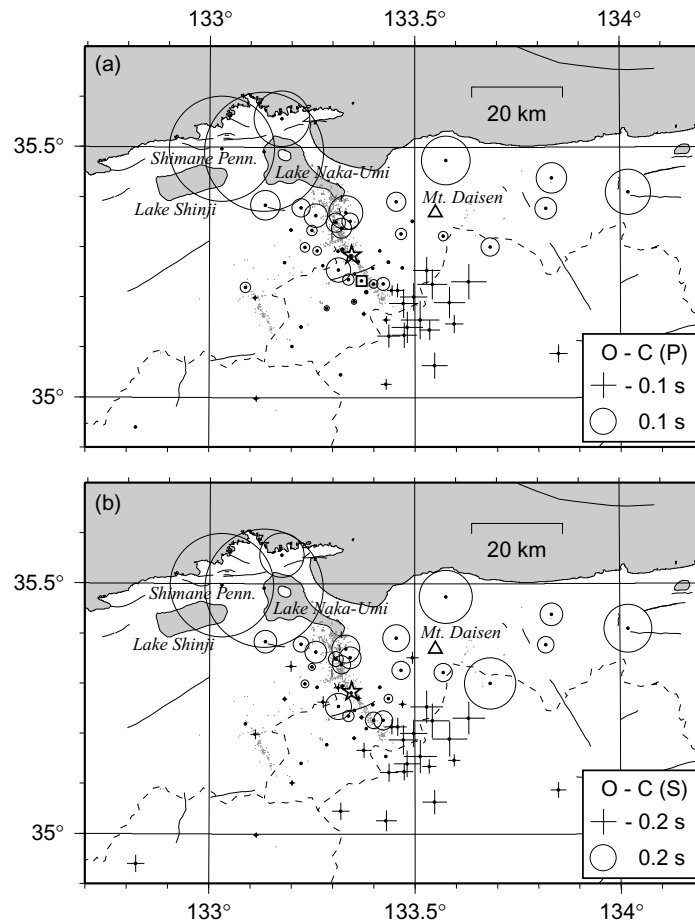 133° 133.5° 134°
(a)
20 km
35.5°
Shimane Penn.
Lake Naka-Umi
Mt. Daisen
Lake Shinji
O - C (P)
- 0.1 s
0.1 s
35°
(b)
20 km
35.5°
Shimane Penn.
Lake Naka-Umi
Mt. Daisen
Lake Shinji
O - C (S)
- 0.2 s
0.2 s
35°
133° 133.5° 134°